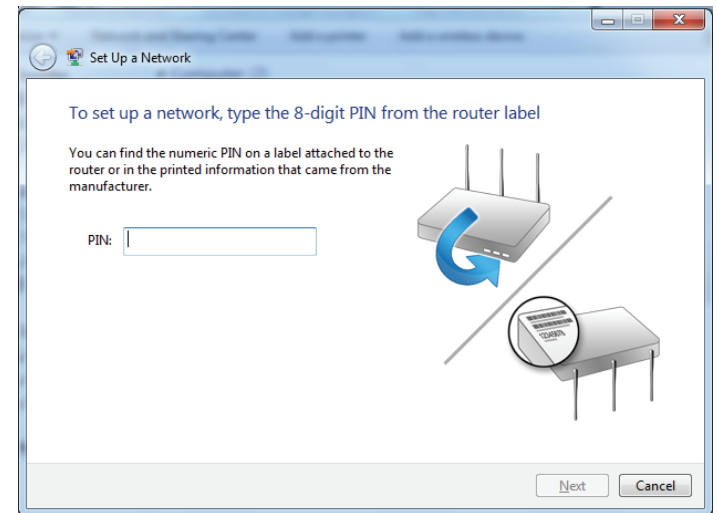 Set Up a Network
To set up a network, type the 8-digit PIN from the router label
You can find the numeric PIN on a label attached to the
router or in the printed information that came from the
manufacturer.
PIN:
12345678
Next
Cancel